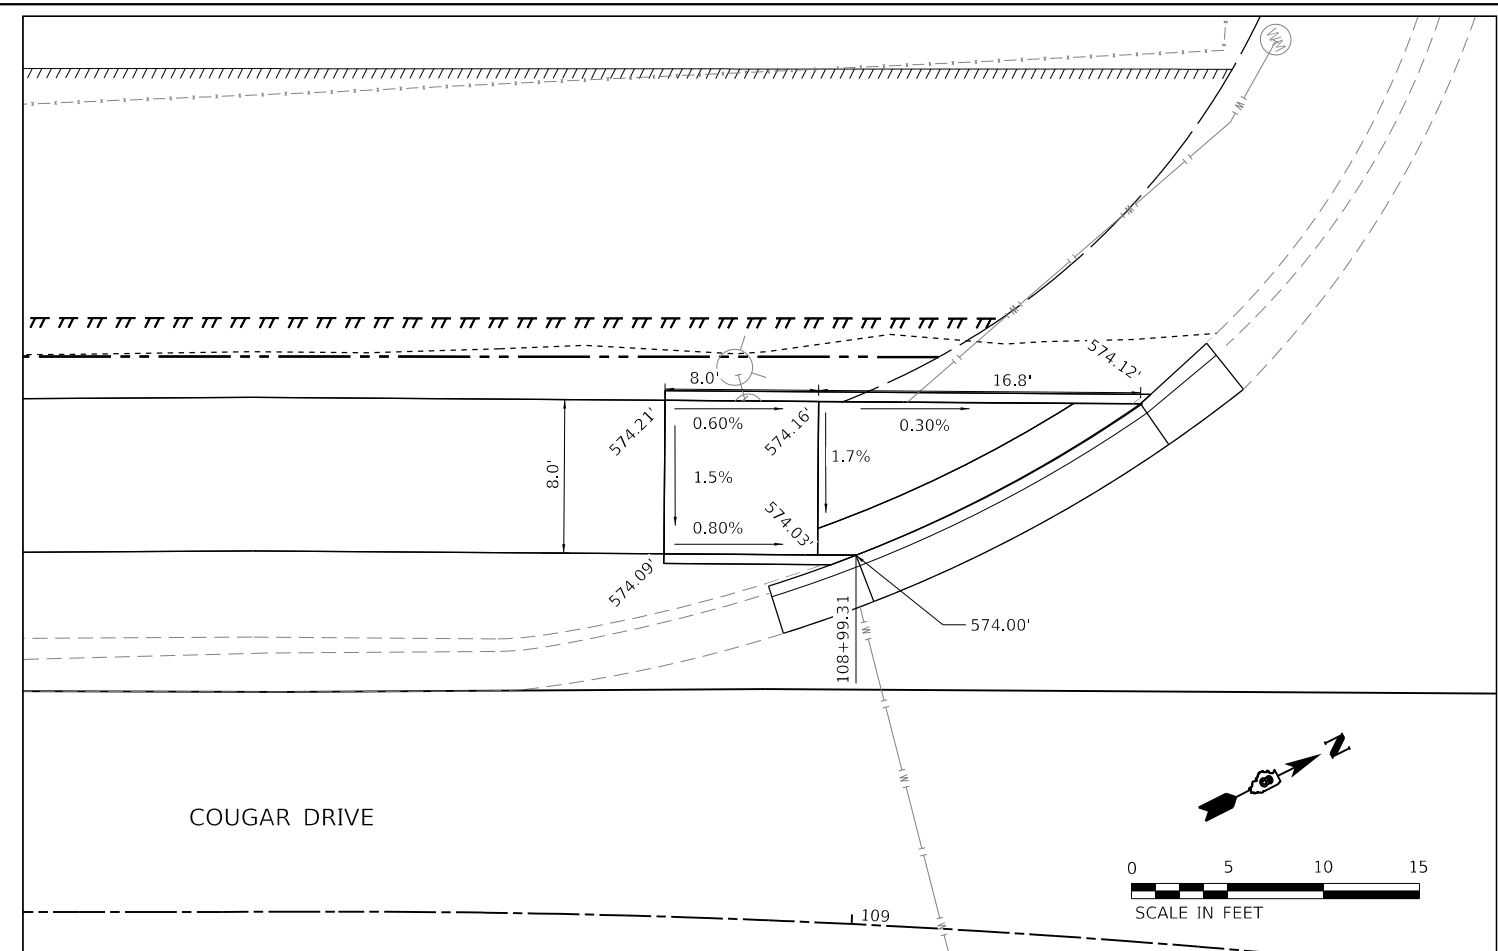 W
W
W
574.12'
8.0'
16.8'
574.21'
0.60%
574.16'
0.30%
1.7%
8.0'
1.5%
574.03'
0.80%
574.09'
108+99.31
574.00'
W
N
W
COUGAR DRIVE
0 5 10 15
SCALE IN FEET
109
W